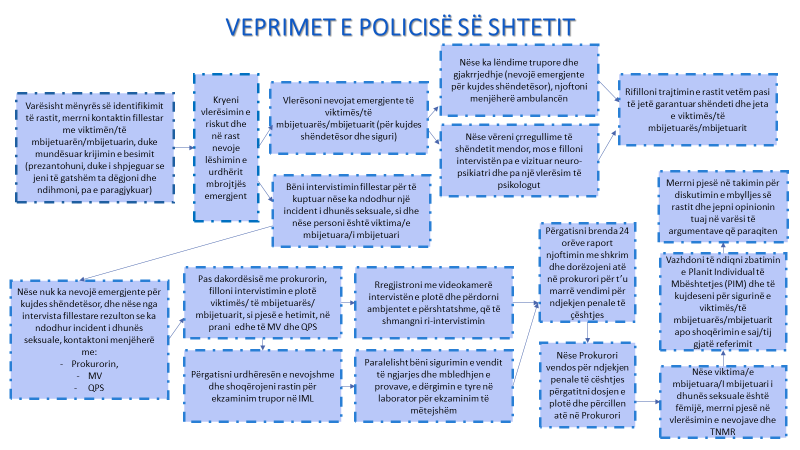 VEPRIMET E POLICISË SË SHTETIT
Varësisht mënyrës së identifikimit
të rastit, merrni kontaktin fillestar
me viktimën/të
mbijetuarën/mbijetuarin, duke
mundësuar krijimin e besimit
(prezantohuni, duke i shpjeguar se
jeni të gatshëm ta dëgjoni dhe
ndihmoni, pa e paragjykuar)
Kryeni
vlerësimin e
riskut dhe
në rast
nevoje
lëshimin e
urdhërit
mbrojtjës
emergjent
Vlerësoni nevojat emergjente të
viktimës/të
mbijetuarës/mbijetuarit (për kujdes
shëndetësor dhe siguri)
Bëni intervistimin fillestar për të
kuptuar nëse ka ndodhur një
incident i dhunës seksuale, si dhe
nëse personi është viktima/e
mbijetuara/i mbijetuari
Nëse ka lëndime trupore dhe
gjakrrjedhje (nevojë emergjente
për kujdes shëndetësor), njoftoni
menjëherë ambulancën
Nëse vëreni çrregullime të
shëndetit mendor, mos e filloni
intervistën pa e vizituar neuro-
psikiatri dhe pa një vlerësim të
psikologut
Rifilloni trajtimin e rastit vetëm pasi
të jetë garantuar shëndeti dhe jeta
e viktimës/të
mbijetuarës/mbijetuarit
Nëse nuk ka nevojë emergjente për
kujdes shëndetësor, dhe nëse nga
intervista fillestare rezulton se ka
ndodhur incident i dhunës
seksuale, kontaktoni menjëherë
me:
- Prokurorin,
- MV
- QPS
Pas dakordësisë me prokurorin,
filloni intervistimin e plotë
viktimës/ të mbijetuarës/
mbijetuarit, si pjesë e hetimit, në
prani edhe të MV dhe QPS
Përgatisni urdhëresën e nevojshme
dhe shoqërojeni rastin për
ekzaminim trupor në IML
Rregjistroni me videokamerë
intervistën e plotë dhe përdorni
ambjentet e përshtatshme, që të
shmangni ri-intervistimin
Paralelisht bëni sigurimin e vendit
të ngjarjes dhe mbledhjen e
provave, e dërgimin e tyre në
laborator për ekzaminim të
mëtejshëm
Përgatisni brenda 24
orëve raport
njoftimin me shkrim
dhe dorëzojeni atë
në prokurori për t’u
marrë vendimi për
ndjekjen penale të
çështjes
Nëse Prokurori
vendos për ndjekjen
penale të cështjes
përgatitni dosjen e
plotë dhe përcillen
atë në Prokurori
Nëse viktima/e
mbijetuara/I mbijetuari i
dhunës seksuale është
fëmijë, merrni pjesë në
vlerësimin e nevojave dhe
TNMR
Vazhdoni të ndiqni zbatimin
e Planit Individual të
Mbështetjes (PIM) dhe të
kujdeseni për sigurinë e
viktimës/të
mbijetuarës/mbijetuarit
apo shoqërimin e saj/tij
gjatë referimit
Merrni pjesë në takimin për
diskutimin e mbylljes së
rastit dhe jepni opinionin
tuaj në varësi të
argumentave që paraqiten